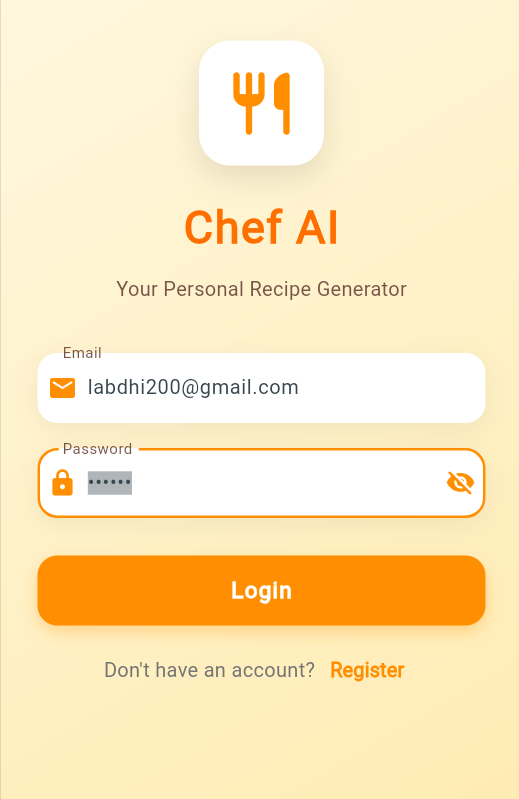 Chef AI
Your Personal Recipe Generator
Email
labdhi200@gmail.com
Password
••••••
Login
Don't have an account? Register